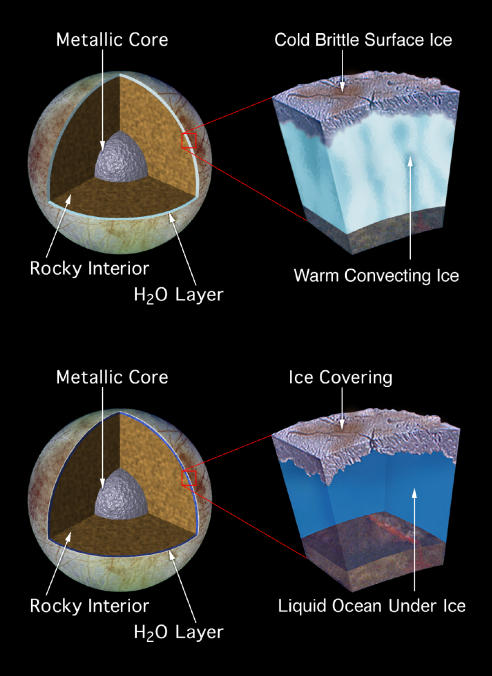 Metallic Core
Cold Brittle Surface Ice
Rocky Interior
H₂O Layer
Warm Convecting Ice
Metallic Core
Ice Covering
Rocky Interior
H₂O Layer
Liquid Ocean Under Ice